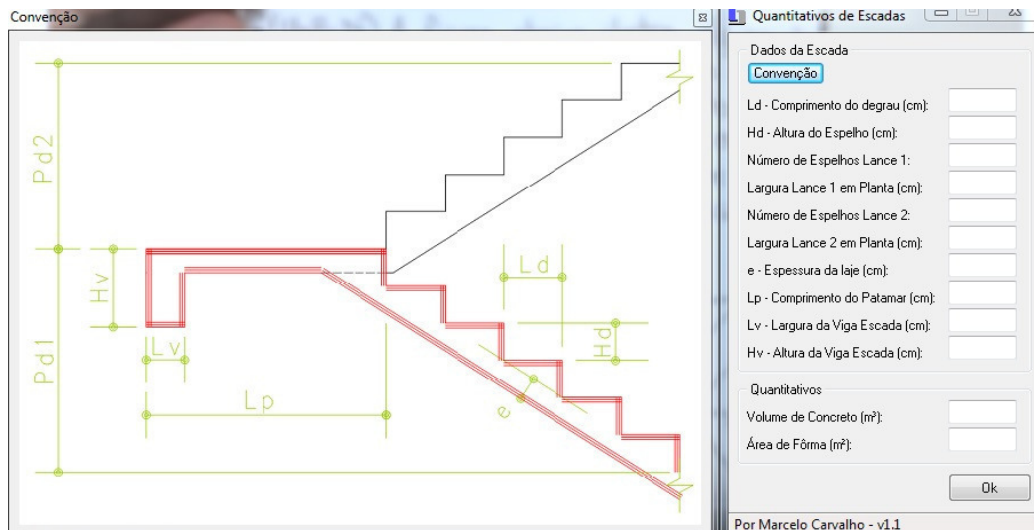 Convenção
Pd2
Pd1
Hv
Lv
Lp
Ld
Hd
e
Quantitativos de Escadas
Dados da Escada
Convenção
Ld - Comprimento do degrau (cm):
Hd - Altura do Espelho (cm):
Número de Espelhos Lance 1:
Largura Lance 1 em Planta (cm):
Número de Espelhos Lance 2:
Largura Lance 2 em Planta (cm):
e - Espessura da laje (cm):
Lp - Comprimento do Patamar (cm):
Lv - Largura da Viga Escada (cm):
Hv - Altura da Viga Escada (cm):
Quantitativos
Volume de Concreto (m³):
Área de Fôrma (m²):
Ok
Por Marcelo Carvalho - v1.1